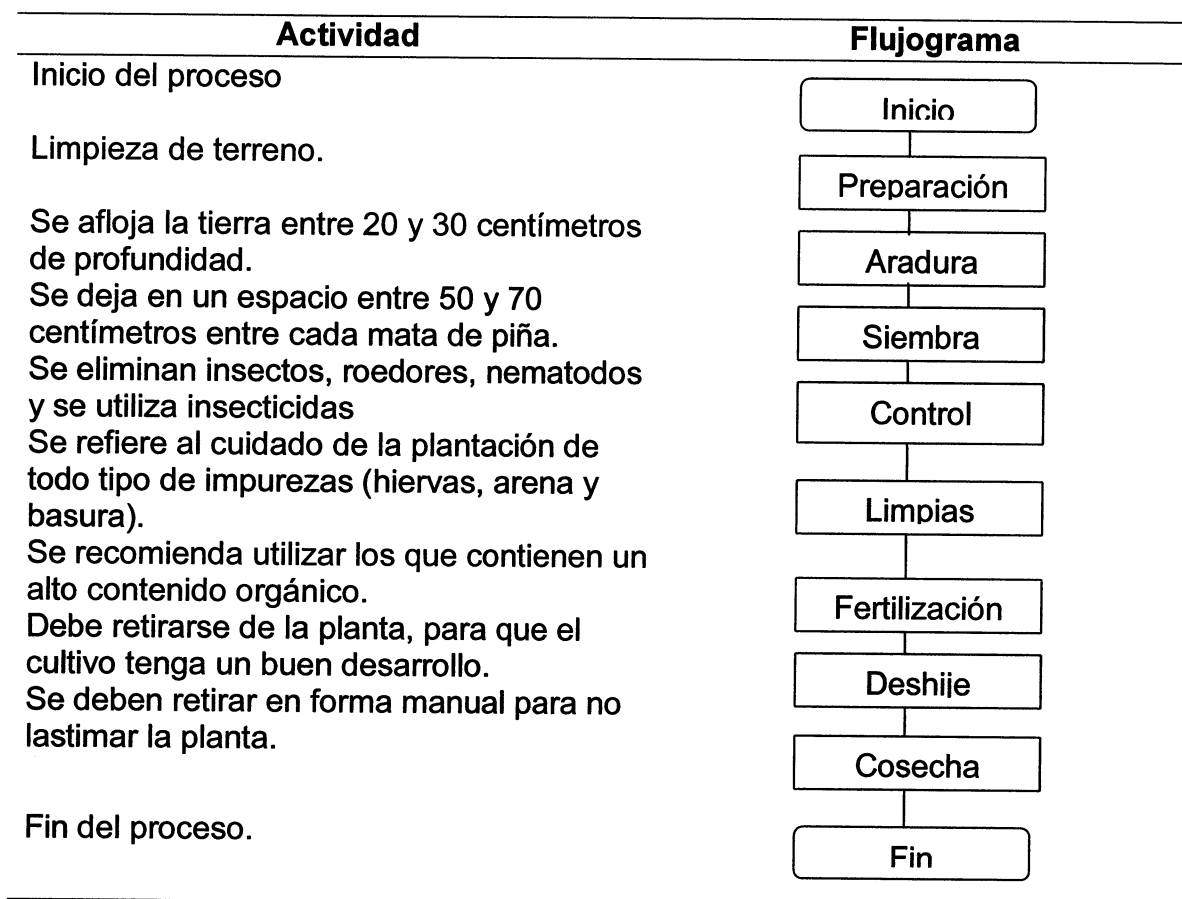 Actividad Flujograma
Inicio del proceso
Inicio
Limpieza de terreno.
Preparación
Se afloja la tierra entre 20 y 30 centímetros
de profundidad.
Aradura
Se deja en un espacio entre 50 y 70
centímetros entre cada mata de piña.
Siembra
Se eliminan insectos, roedores, nematodos
y se utiliza insecticidas
Control
Se refiere al cuidado de la plantación de
todo tipo de impurezas (hiervas, arena y
basura).
Limpias
Se recomienda utilizar los que contienen un
alto contenido orgánico.
Fertilización
Debe retirarse de la planta, para que el
cultivo tenga un buen desarrollo.
Deshije
Se deben retirar en forma manual para no
lastimar la planta.
Cosecha
Fin del proceso.
Fin